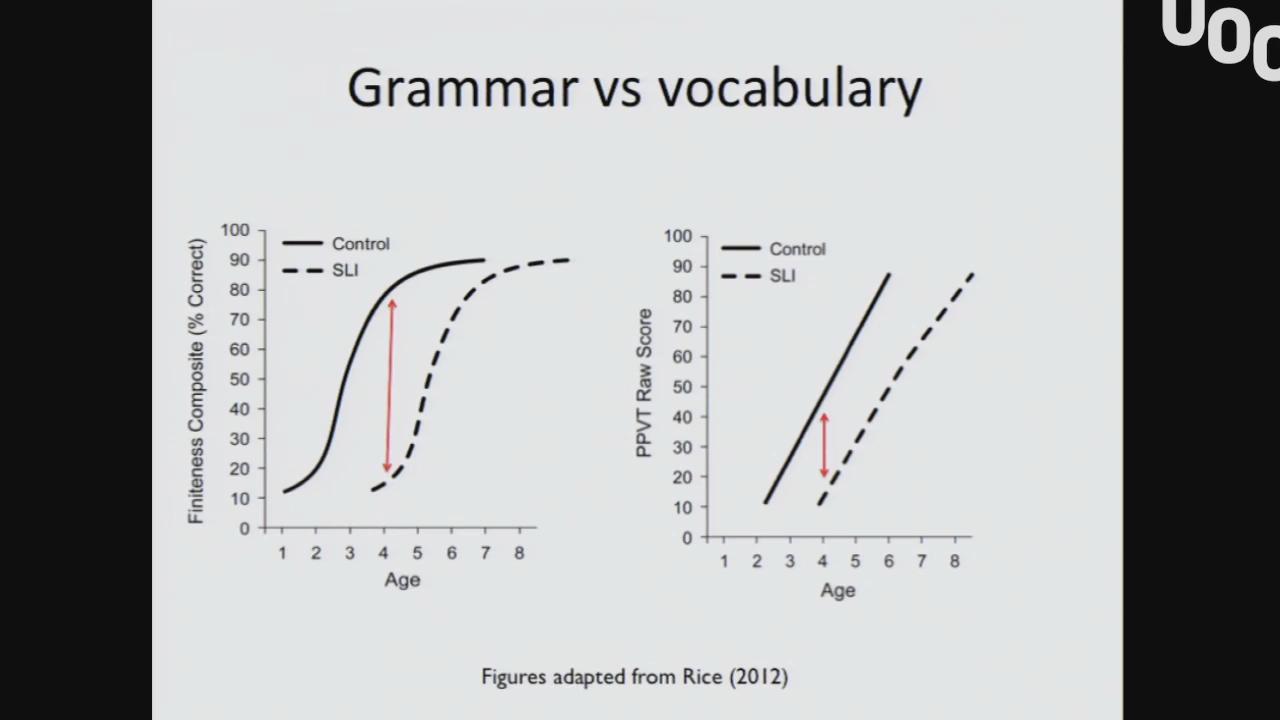 UOC
Grammar vs vocabulary
Finiteness Composite (% Correct)
100
90
80
70
60
50
40
30
20
10
0
Control
SLI
1 2 3 4 5 6 7 8
Age
PPVT Raw Score
100
90
80
70
60
50
40
30
20
10
0
Control
SLI
1 2 3 4 5 6 7 8
Age
Figures adapted from Rice (2012)